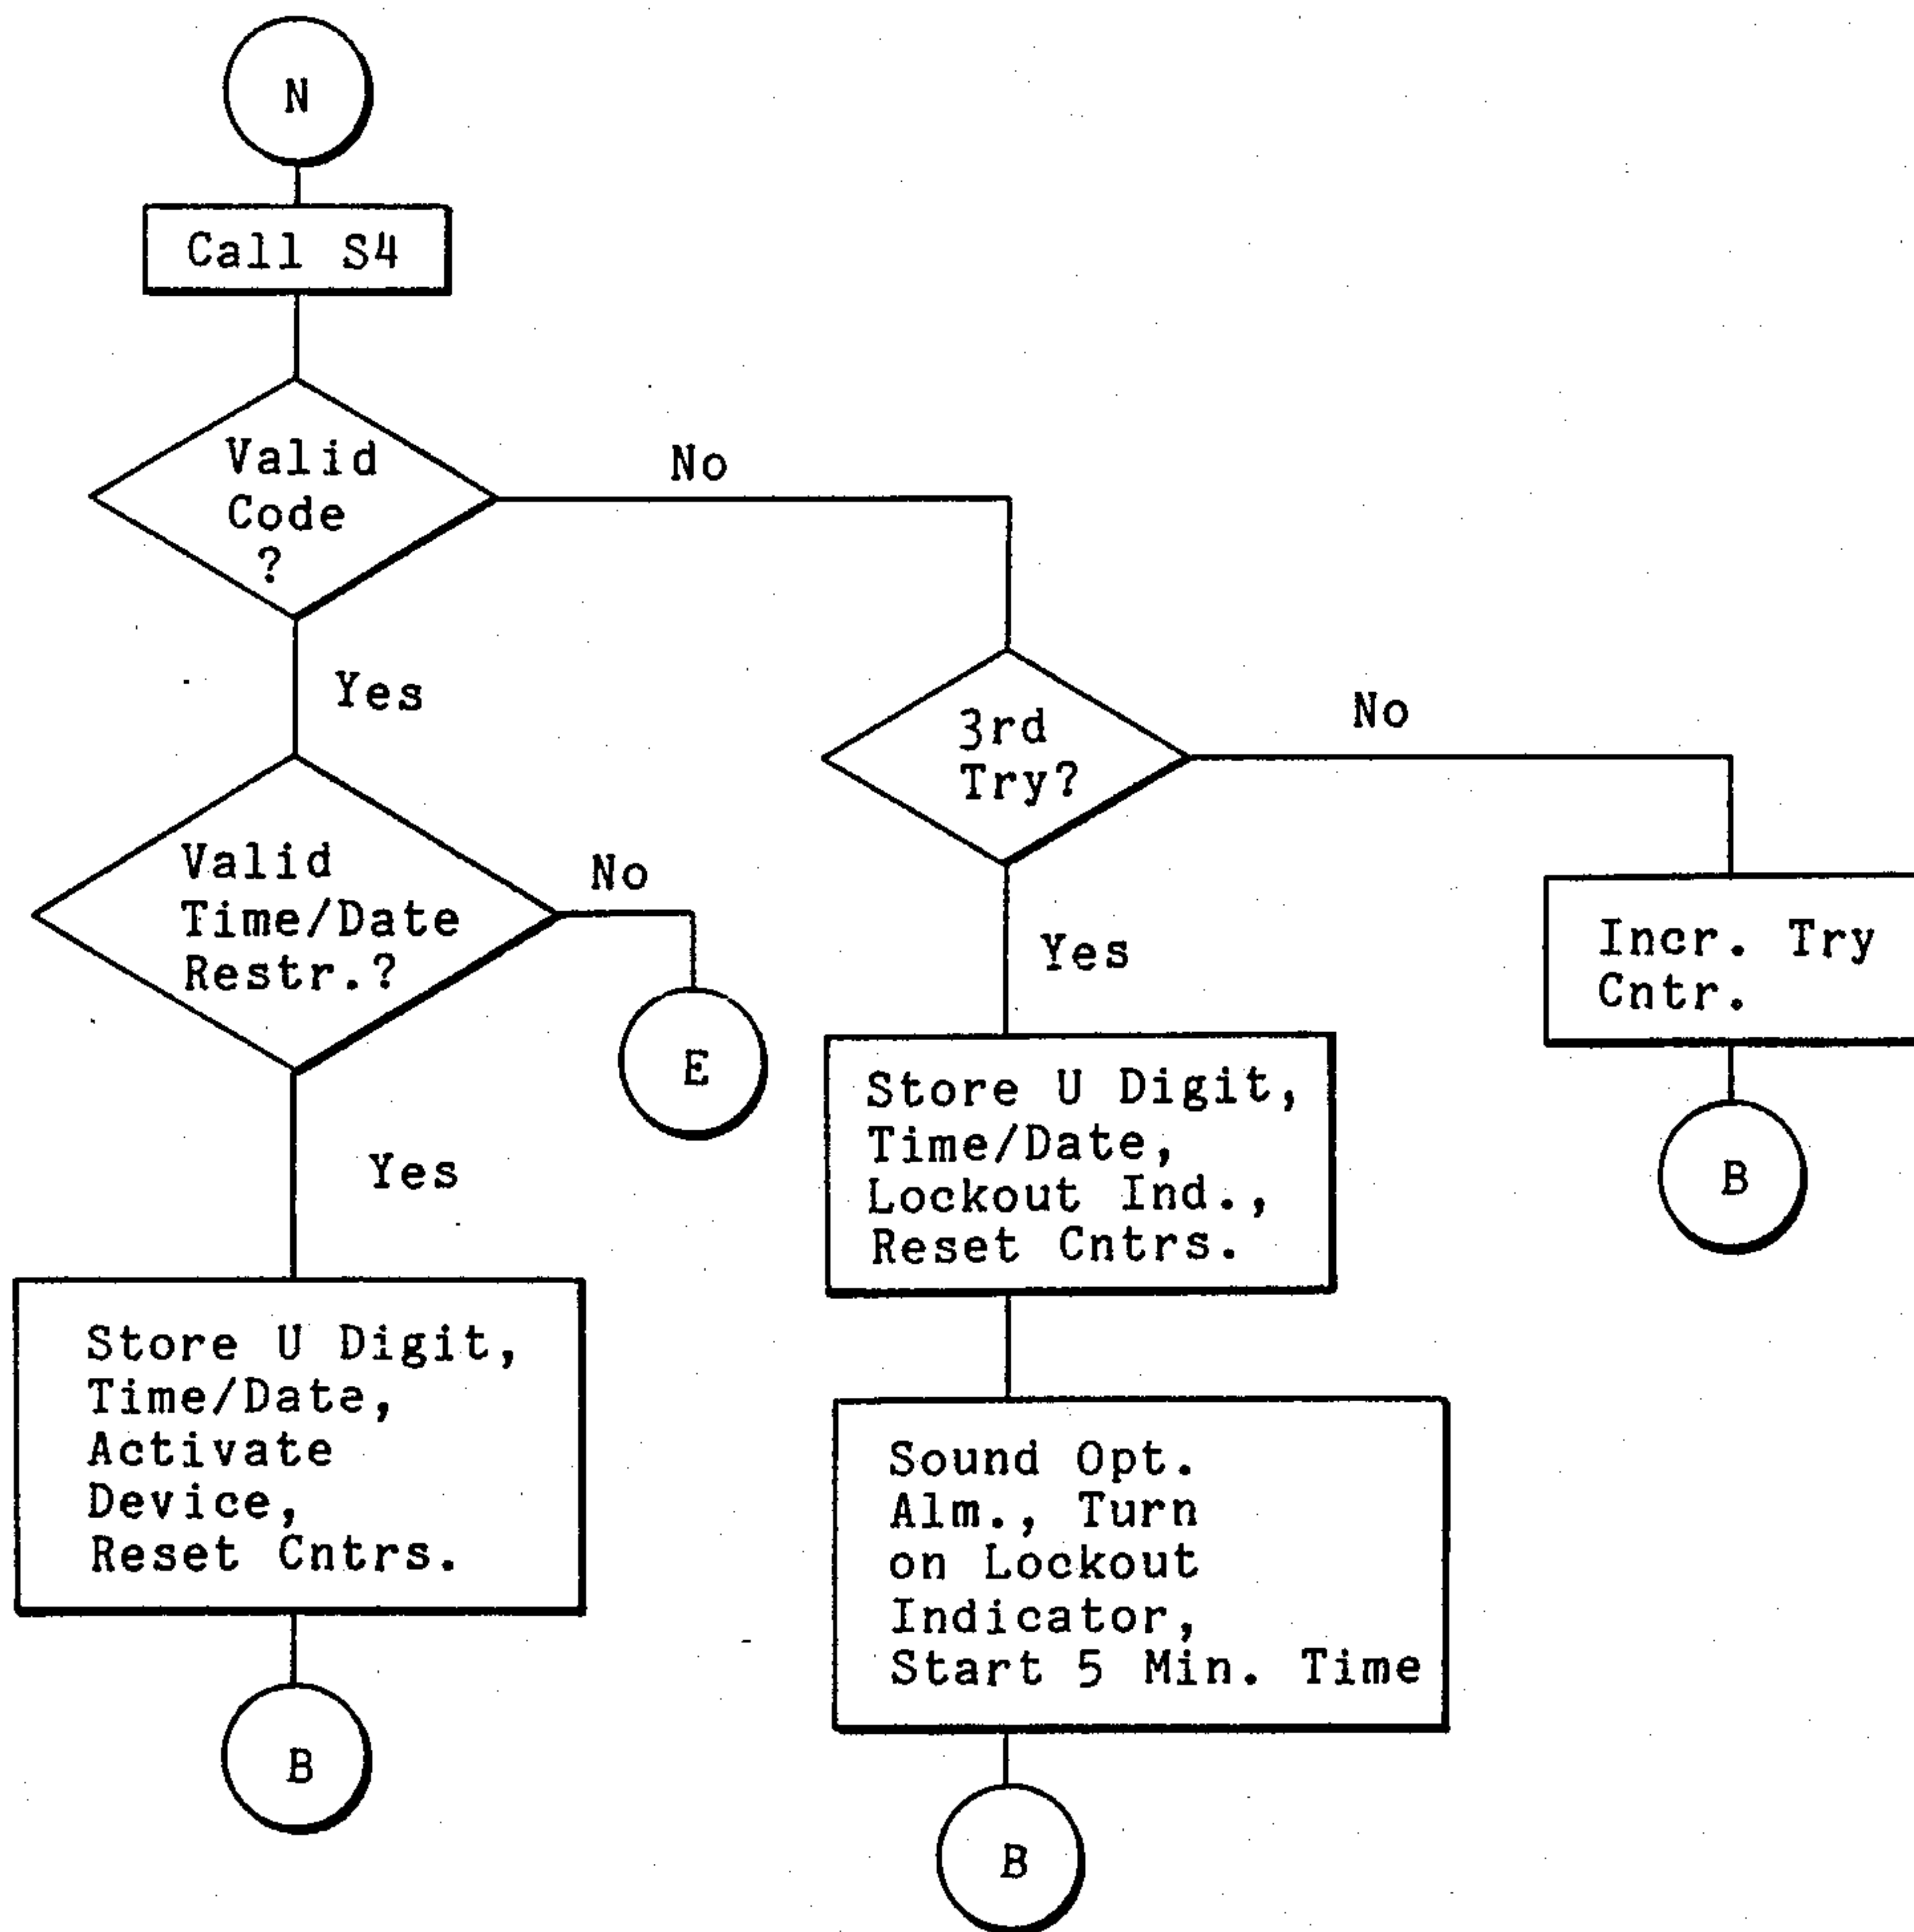 N
Call S4
Valid
Code
?
No
Yes
3rd
Try?
No
Valid
Time/Date
Restr.?
No
E
Yes
Incr. Try
Cntr.
B
Yes
Store U Digit,
Time/Date,
Lockout Ind.,
Reset Cntrs.
Store U Digit,
Time/Date,
Activate
Device,
Reset Cntrs.
B
Sound Opt.
Alm., Turn
on Lockout
Indicator,
Start 5 Min. Time
B